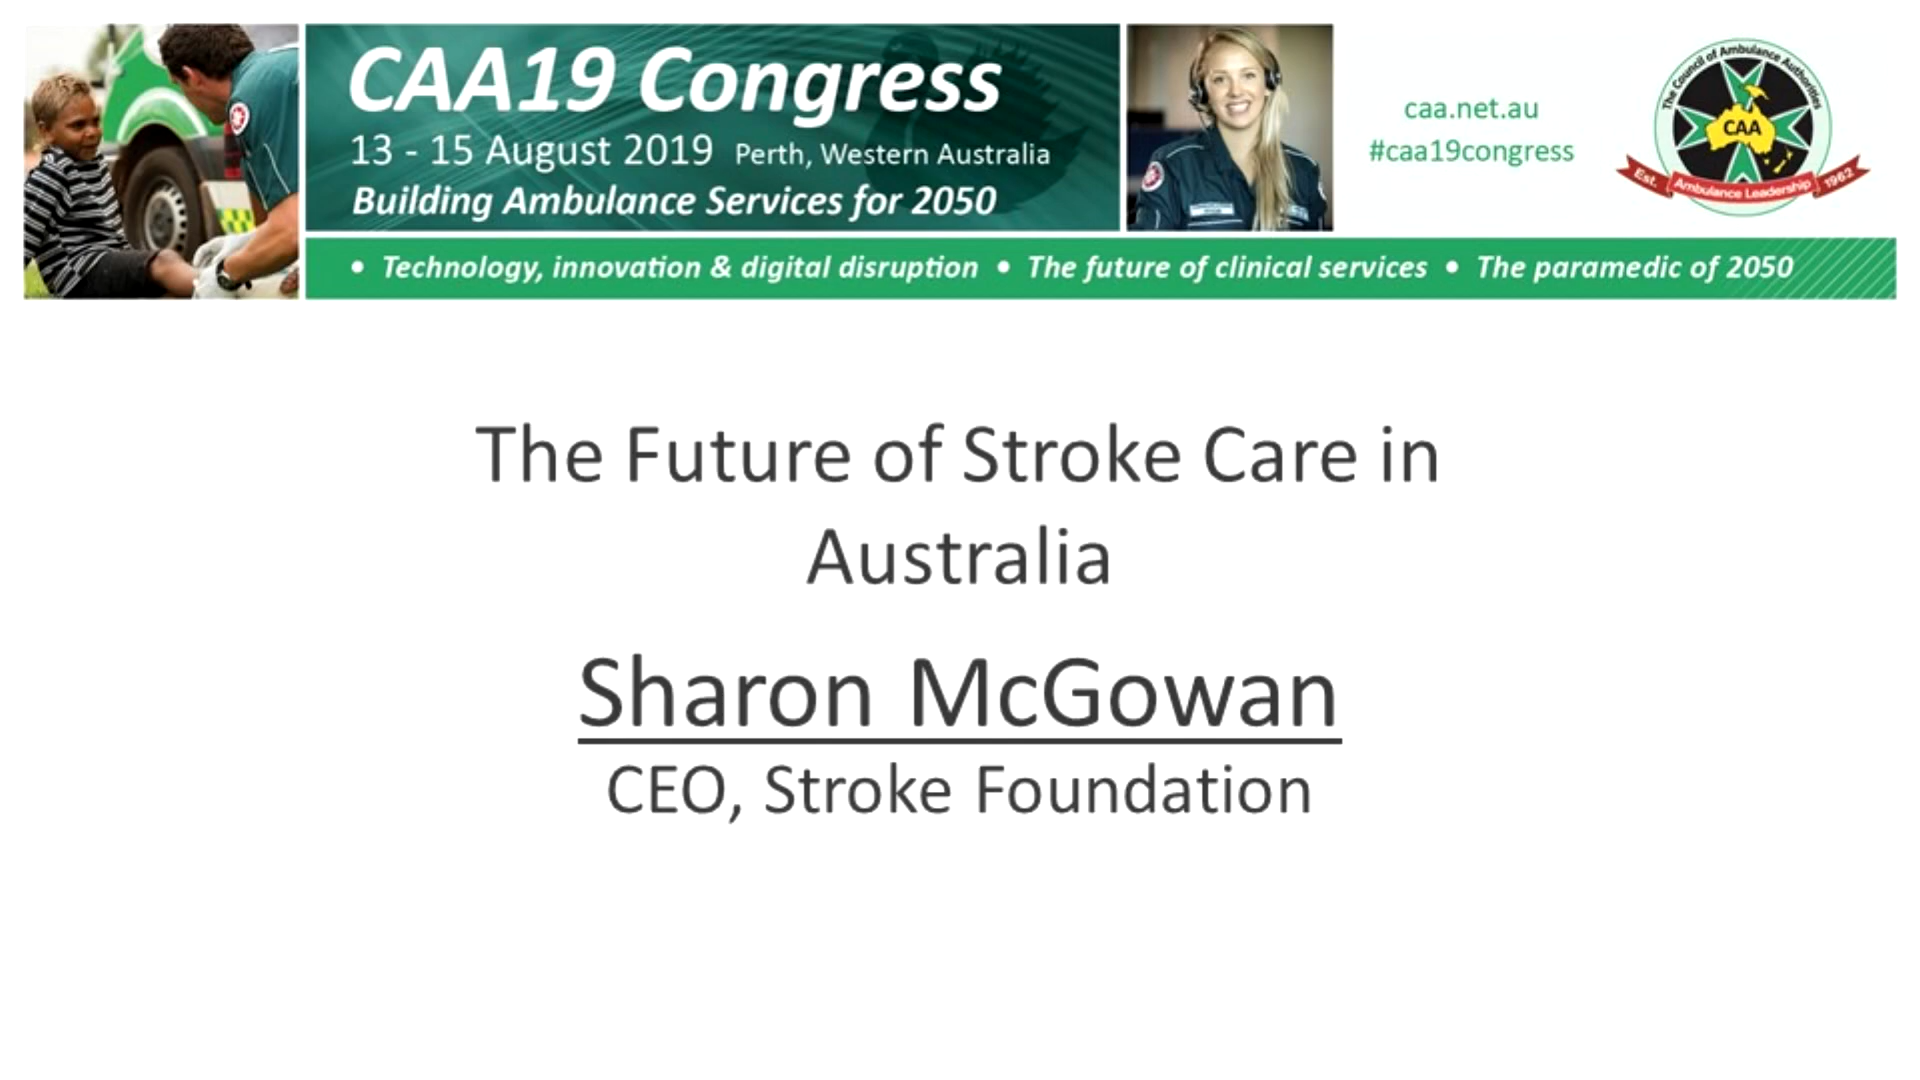 CAA19 Congress
13 - 15 August 2019 Perth, Western Australia
Building Ambulance Services for 2050
caa.net.au
#caa19congress
The Council of Ambulance Authorities
CAA
Est. Ambulance Leadership 1962
• Technology, innovation & digital disruption • The future of clinical services • The paramedic of 2050
The Future of Stroke Care in
Australia
Sharon McGowan
CEO, Stroke Foundation